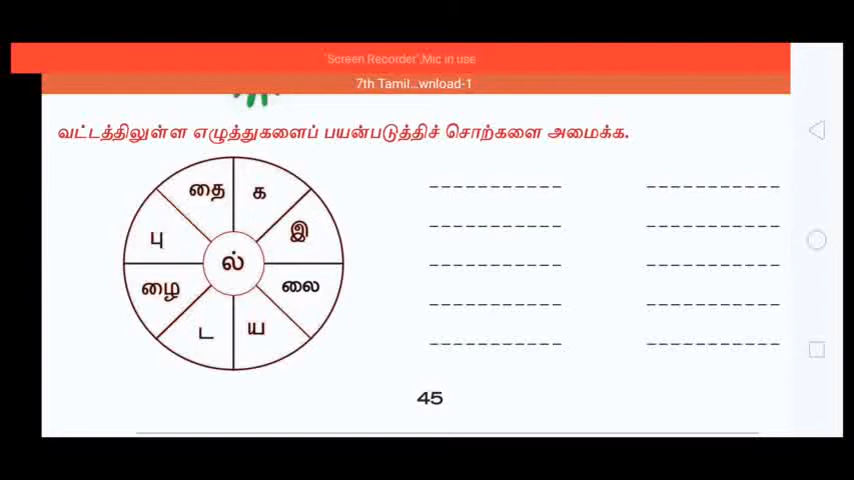 'Screen Recorder'.Mic in use
7th Tamil...wnload-1
வட்டத்திலுள்ள எழுத்துகளைப் பயன்படுத்திச் சொற்களை அமைக்க.
தை
க
பு
இ
ல்
ழை
லை
ட
ய
45